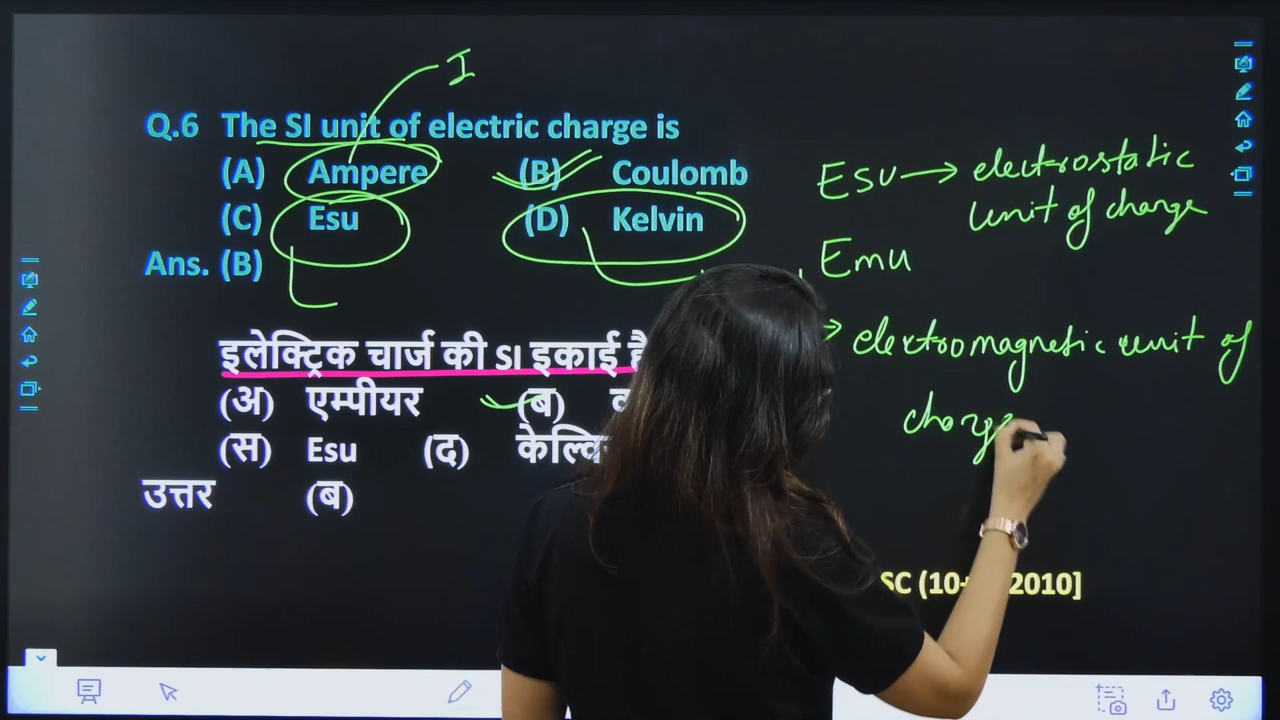 I
Q.6 The SI unit of electric charge is
(A) Ampere (B) Coulomb
(C) Esu (D) Kelvin
Ans. (B)
Esu → electrostatic
unit of charge
Emu
→ electromagnetic unit of
charge
इलेक्ट्रिक चार्ज की SI इकाई
(अ) एम्पीयर (ब)
(स) Esu (द)
उत्तर (ब)
2010]